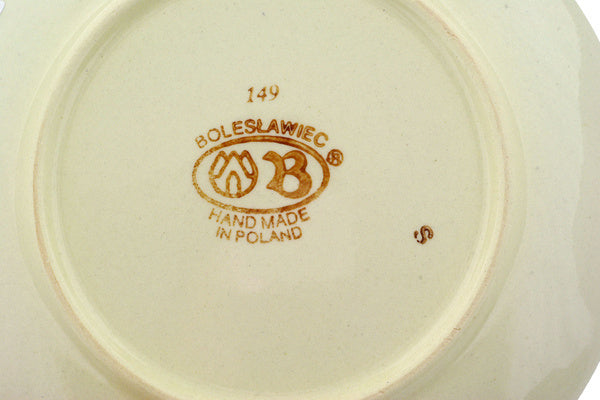 149
BOLESŁAWIEC
B®
HAND MADE
IN POLAND
S